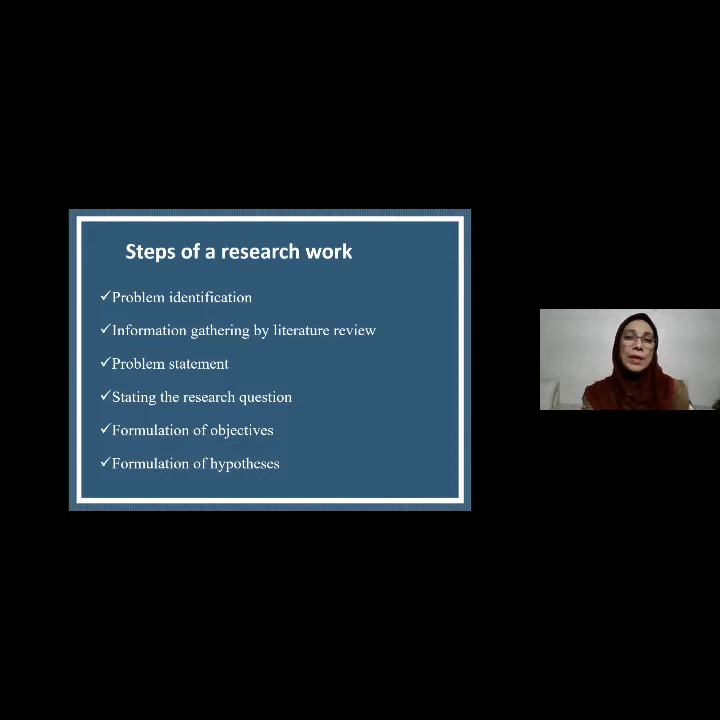 Steps of a research work
✓Problem identification
✓Information gathering by literature review
✓Problem statement
✓Stating the research question
✓Formulation of objectives
✓Formulation of hypotheses